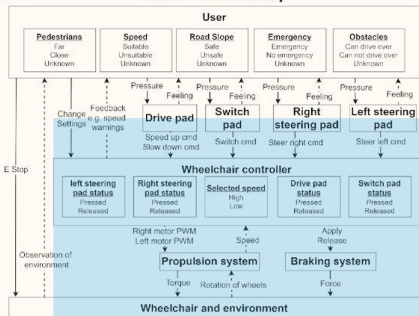 User
Pedestrians
Far
Close
Unknown
Speed
Suitable
Unsuitable
Unknown
Road Slope
Safe
Unsafe
Unknown
Emergency
Emergency
No emergency
Unknown
Obstacles
Can drive over
Can not drive over
Unknown
Pressure
Feeling
Pressure
Feeling
Pressure
Feeling
Pressure
Feeling
Change
Settings
Feedback
e.g. speed
warnings
Drive pad
Switch
pad
Right
steering pad
Left steering
pad
Speed up cmd
Slow down cmd
Switch cmd
Steer right cmd
Steer left cmd
E Stop
Wheelchair controller
left steering
pad status
Pressed
Released
Right steering
pad status
Pressed
Released
Selected speed
High
Low
Drive pad
status
Pressed
Released
Switch pad
status
Pressed
Released
Right motor PWM
Left motor PWM
Speed
Apply
Release
Observation of
environment
Propulsion system
Braking system
Torque
Rotation of wheels
Force
Wheelchair and environment